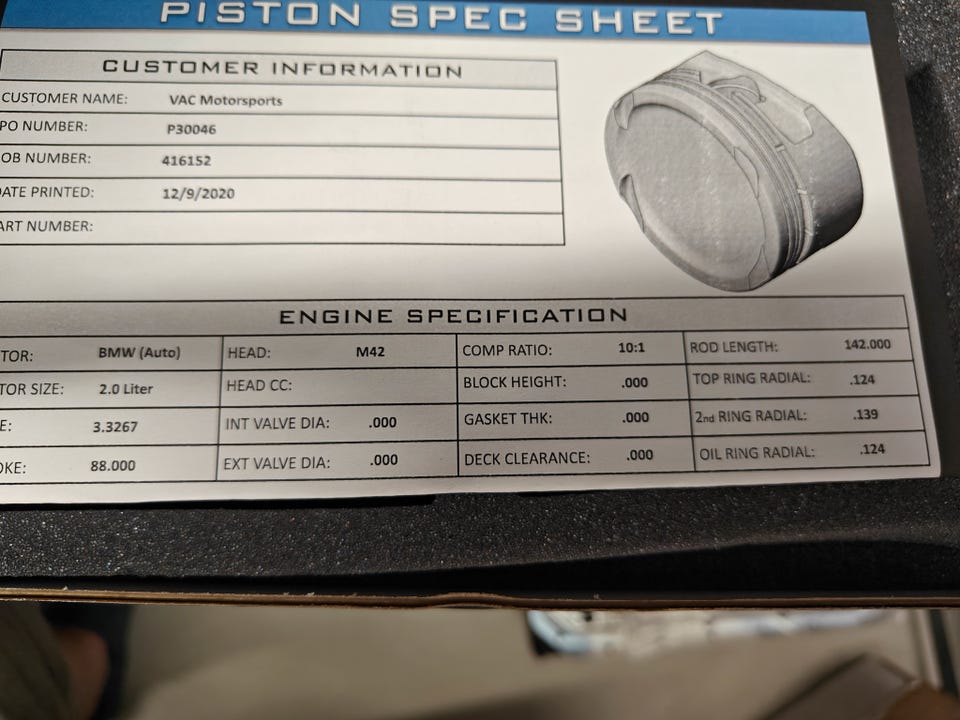 PISTON SPEC SHEET
CUSTOMER INFORMATION
CUSTOMER NAME: VAC Motorsports
PO NUMBER: P30046
OB NUMBER: 416152
DATE PRINTED: 12/9/2020
ART NUMBER:
ENGINE SPECIFICATION
TOR: BMW (Auto) HEAD: M42 COMP RATIO: 10:1 ROD LENGTH: 142.000
TOR SIZE: 2.0 Liter HEAD CC: BLOCK HEIGHT: .000 TOP RING RADIAL: .124
E: 3.3267 INT VALVE DIA: .000 GASKET THK: .000 2nd RING RADIAL: .139
OKE: 88.000 EXT VALVE DIA: .000 DECK CLEARANCE: .000 OIL RING RADIAL: .124